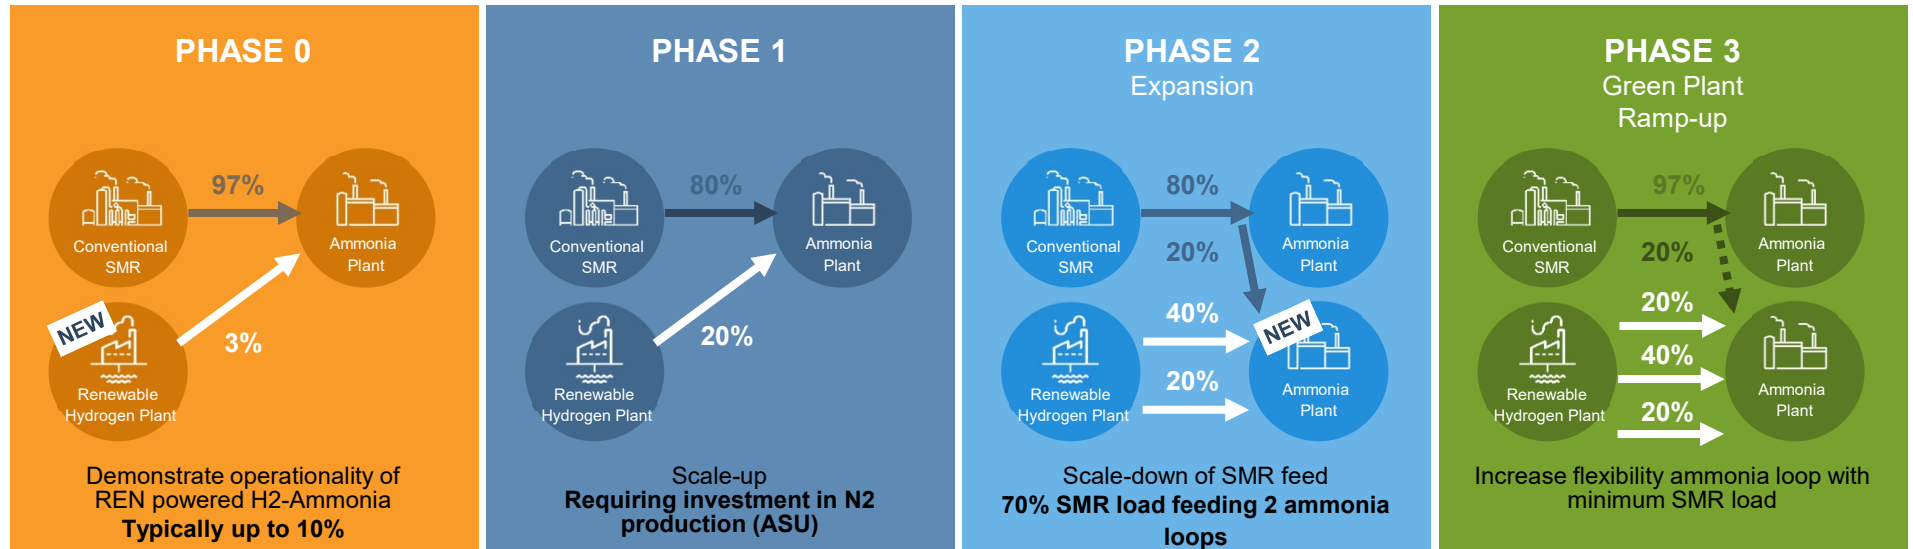 PHASE 0
97%
Conventional
SMR
Ammonia
Plant
NEW
3%
Renewable
Hydrogen Plant
Demonstrate operationality of
REN powered H2-Ammonia
Typically up to 10%
PHASE 1
80%
Conventional
SMR
Ammonia
Plant
20%
Renewable
Hydrogen Plant
Scale-up
Requiring investment in N2
production (ASU)
PHASE 2
Expansion
80%
Conventional
SMR
20%
Ammonia
Plant
40%
NEW
20%
Renewable
Hydrogen Plant
Ammonia
Plant
Scale-down of SMR feed
70% SMR load feeding 2 ammonia
loops
PHASE 3
Green Plant
Ramp-up
97%
Conventional
SMR
20%
Ammonia
Plant
20%
40%
Renewable
Hydrogen Plant
20%
Ammonia
Plant
Increase flexibility ammonia loop with
minimum SMR load